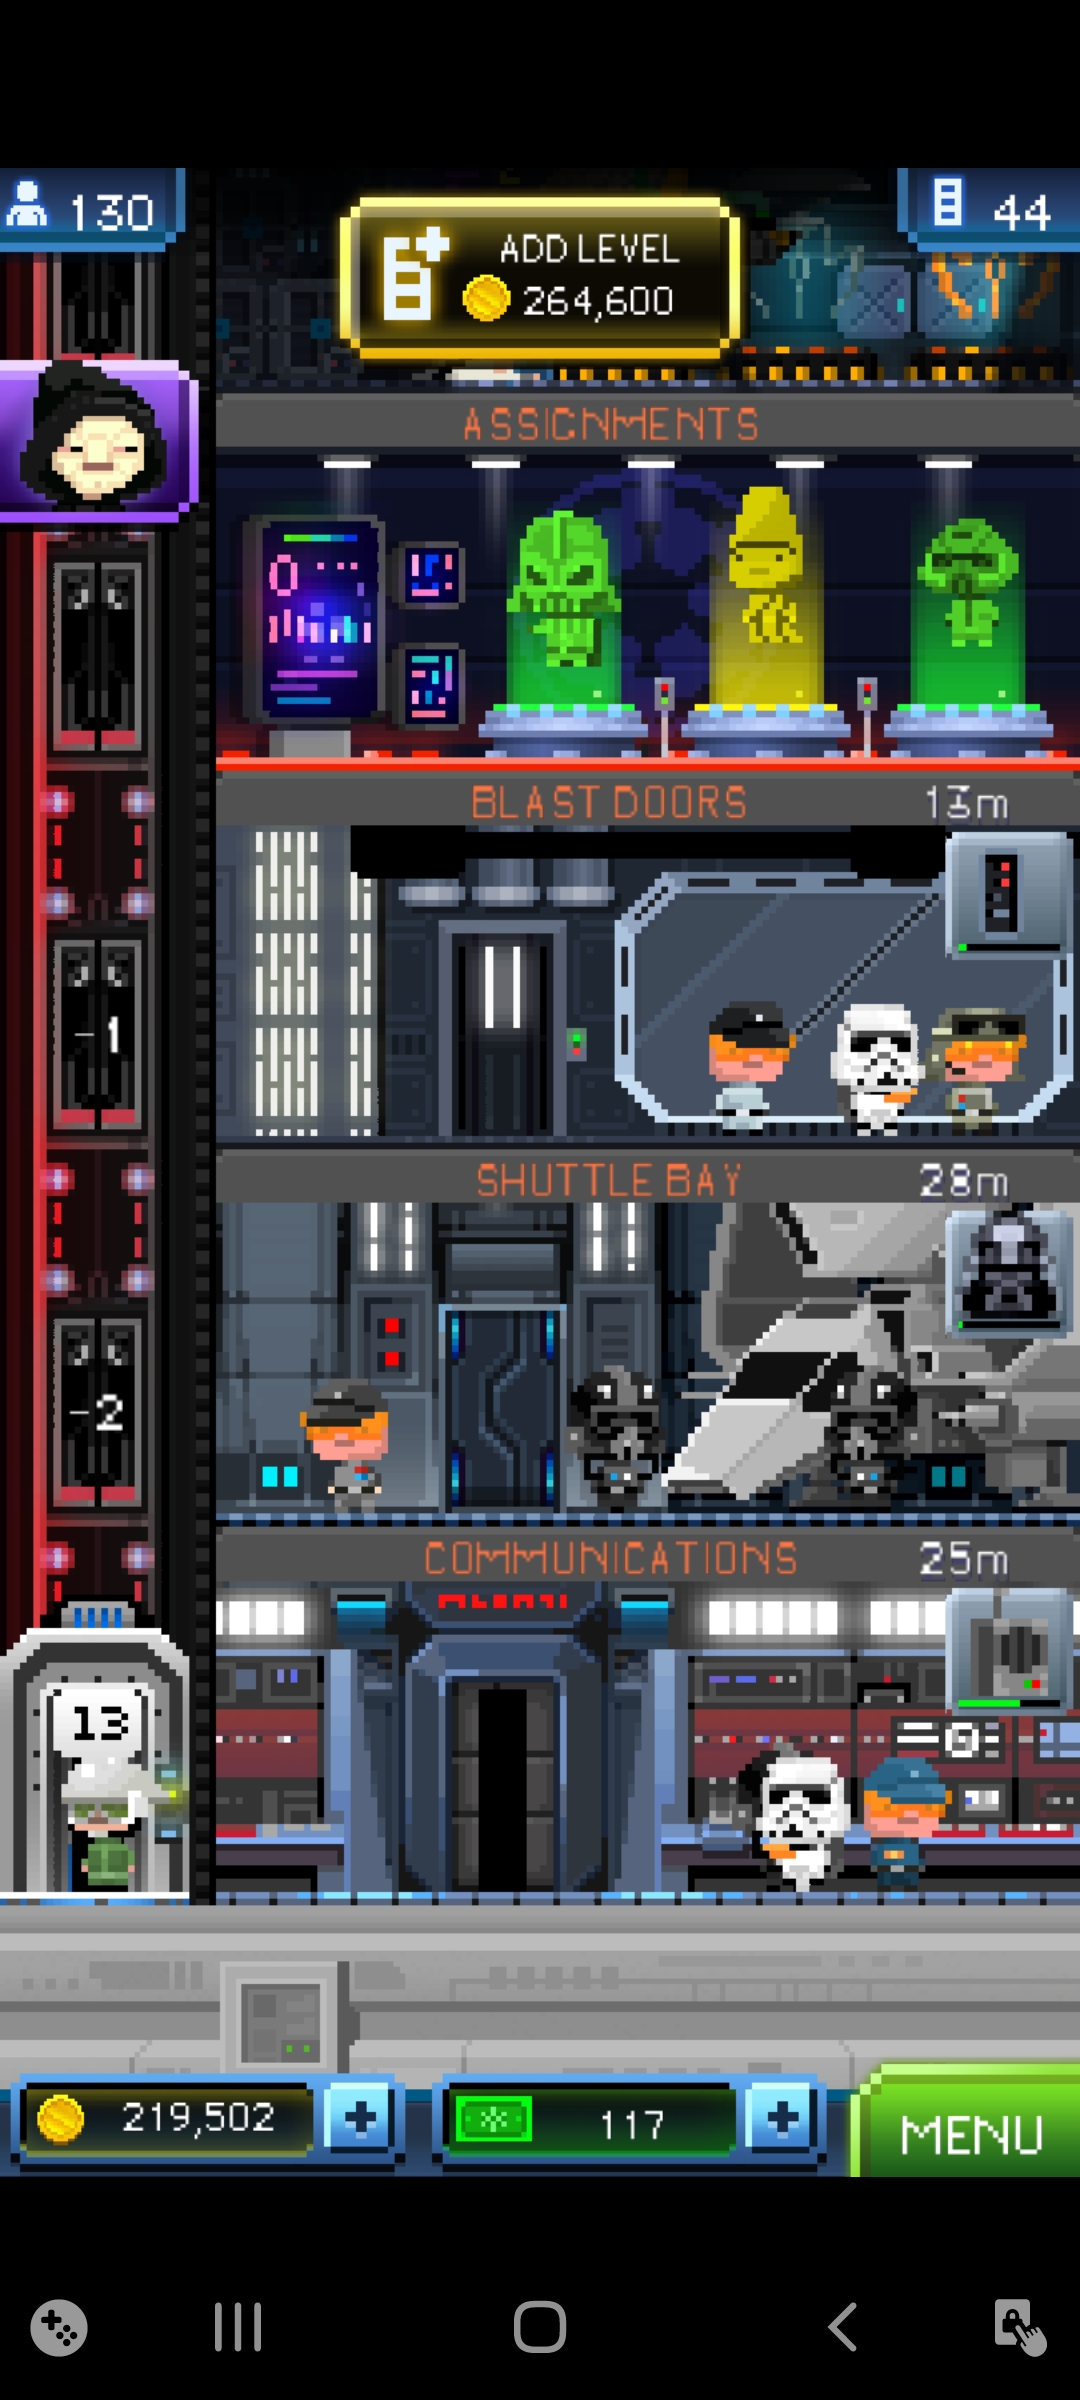 130
ADD LEVEL
264,600
44
ASSIGNMENTS
BLAST DOORS
13m
-1
SHUTTLE BAY
28m
-2
COMMUNICATIONS
25m
13
219,502
117
MENU